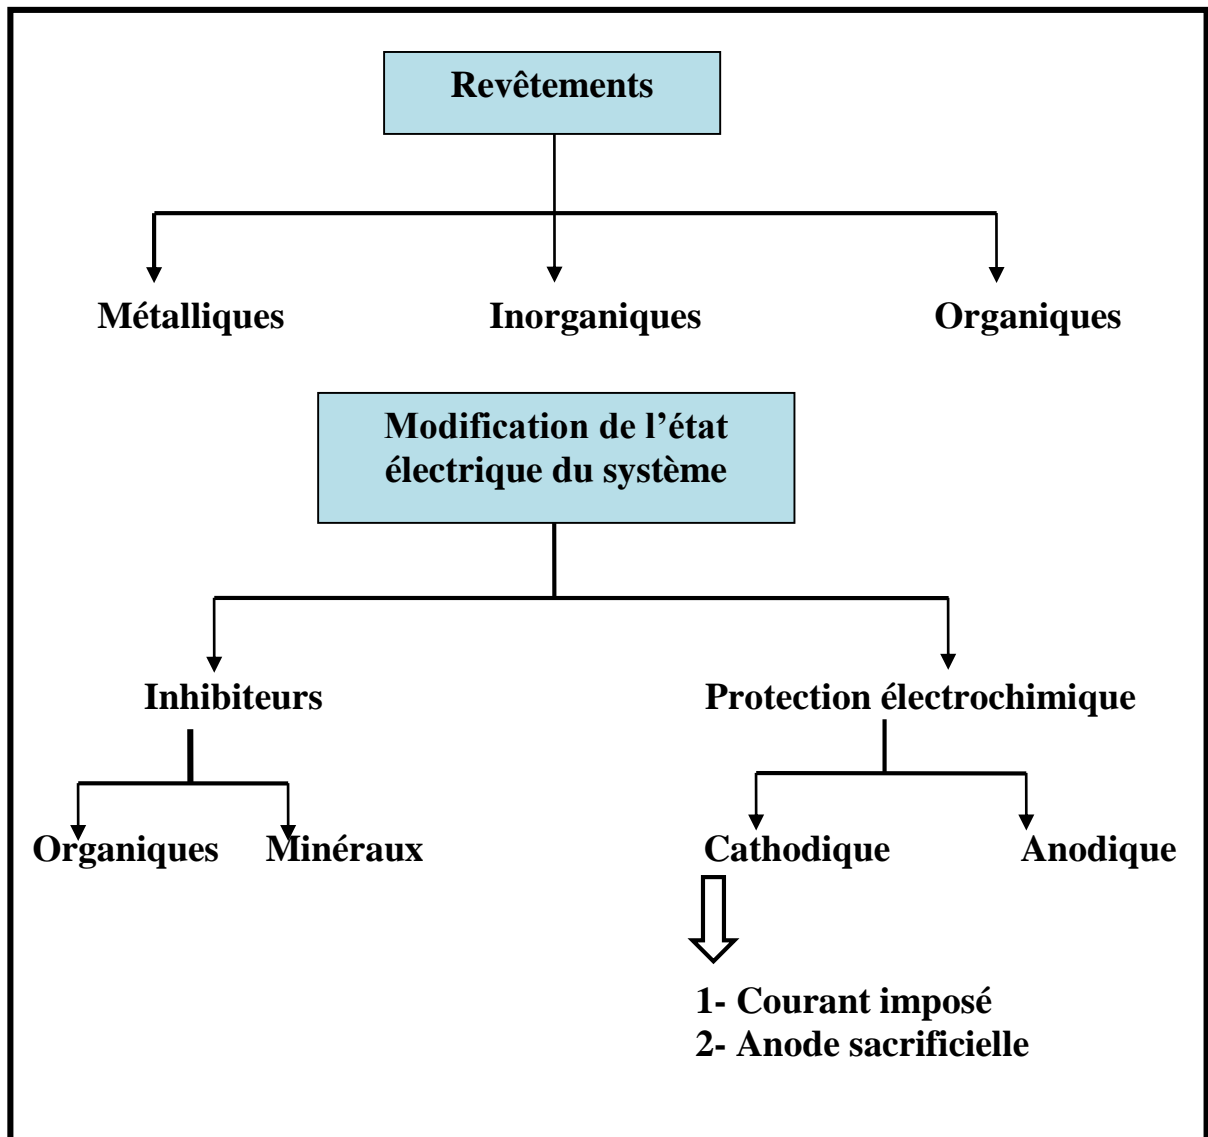 Revêtements
Métalliques Inorganiques Organiques
Modification de l’état
électrique du système
Inhibiteurs Protection électrochimique
Organiques Minéraux Cathodique Anodique
1- Courant imposé
2- Anode sacrificielle